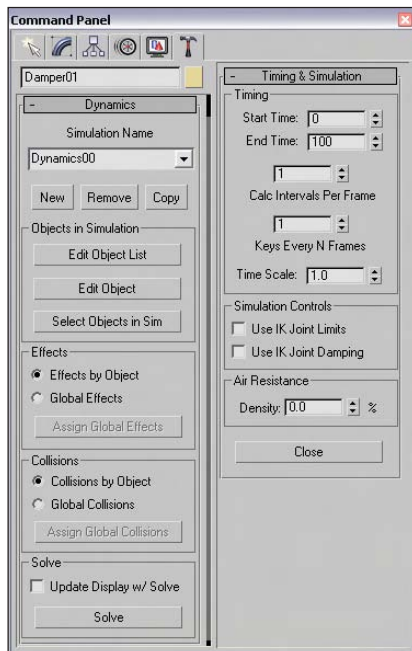 Command Panel
Damper01
- Dynamics
Simulation Name
Dynamics00
New Remove Copy
Objects in Simulation
Edit Object List
Edit Object
Select Objects in Sim
Effects
Effects by Object
Global Effects
Assign Global Effects
Collisions
Collisions by Object
Global Collisions
Assign Global Collisions
Solve
Update Display w/ Solve
Solve
- Timing & Simulation
Timing
Start Time: 0
End Time: 100
1
Calc Intervals Per Frame
1
Keys Every N Frames
Time Scale: 1.0
Simulation Controls
Use IK Joint Limits
Use IK Joint Damping
Air Resistance
Density: 0.0 %
Close